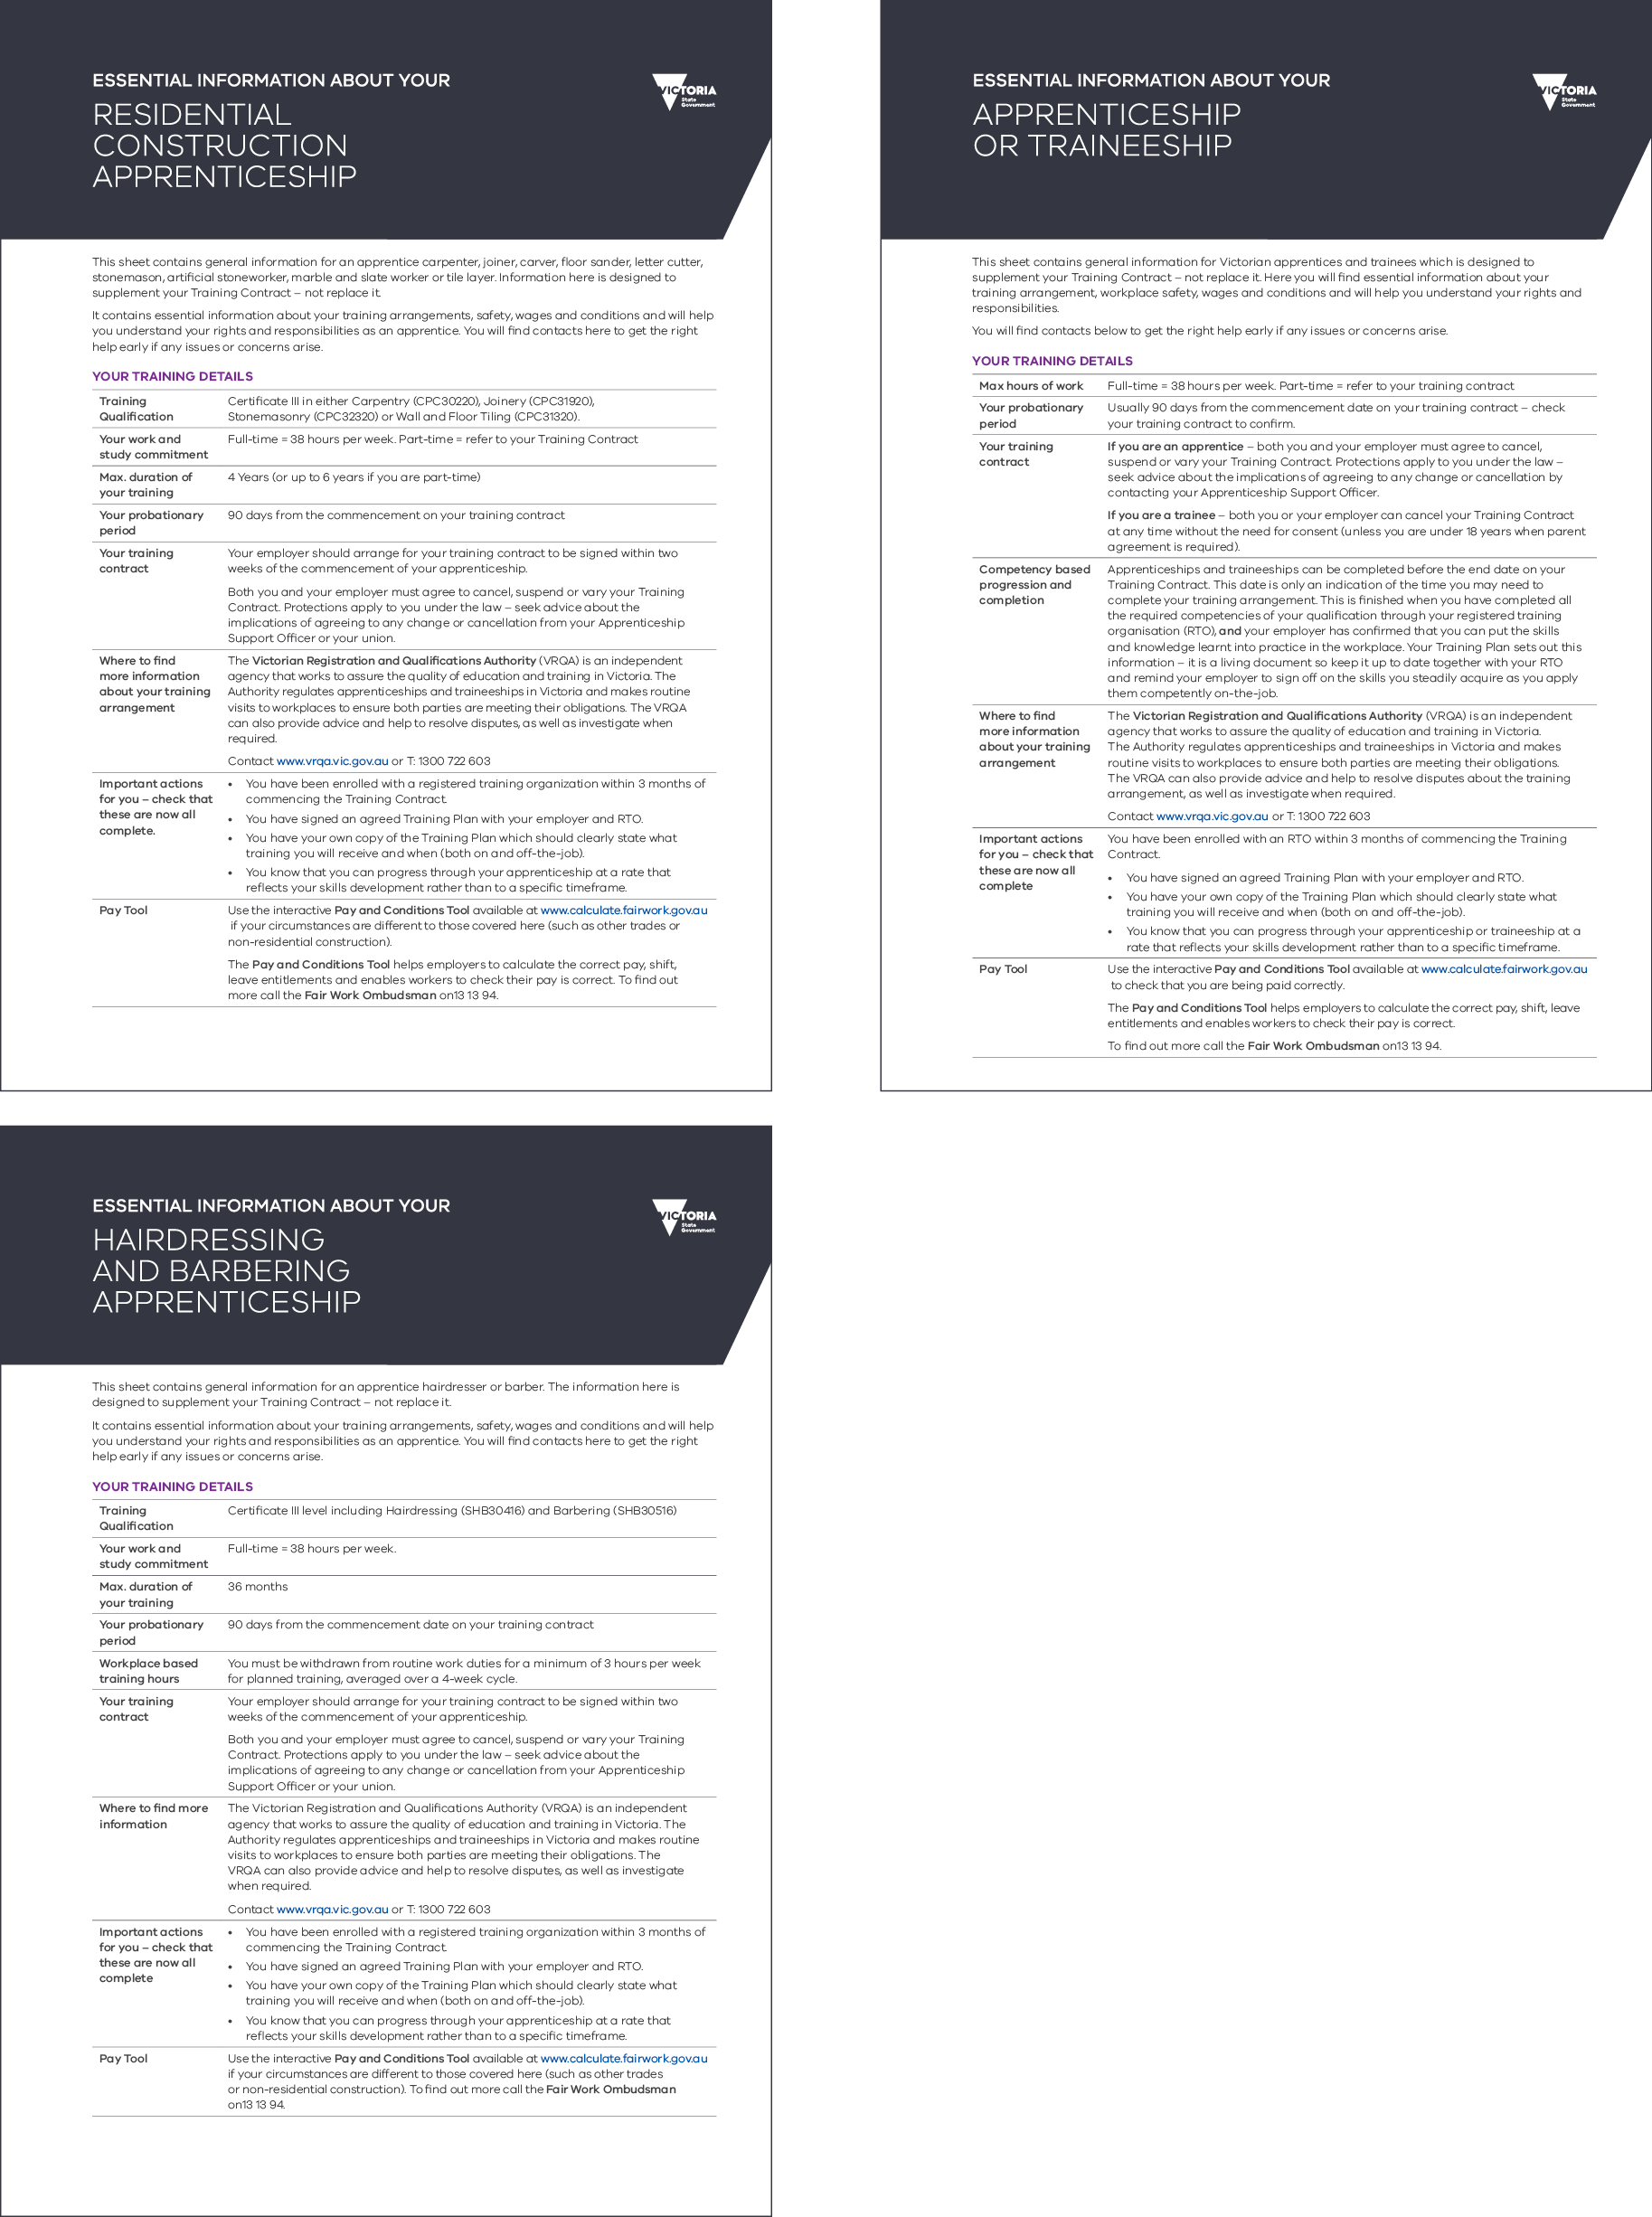 ESSENTIAL INFORMATION ABOUT YOUR
RESIDENTIAL
CONSTRUCTION
APPRENTICESHIP
VICTORIA
State
Government
This sheet contains general information for an apprentice carpenter, joiner, carver, floor sander, letter cutter,
stonemason, artificial stoneworker, marble and slate worker or tile layer. Information here is designed to
supplement your Training Contract – not replace it.
It contains essential information about your training arrangements, safety, wages and conditions and will help
you understand your rights and responsibilities as an apprentice. You will find contacts here to get the right
help early if any issues or concerns arise.
YOUR TRAINING DETAILS
Training
Qualification
Certificate III in either Carpentry (CPC30220), Joinery (CPC31920),
Stonemasonry (CPC32320) or Wall and Floor Tiling (CPC31320).
Your work and
study commitment
Full-time = 38 hours per week. Part-time = refer to your Training Contract
Max. duration of
your training
4 Years (or up to 6 years if you are part-time)
Your probationary
period
90 days from the commencement on your training contract
Your training
contract
Your employer should arrange for your training contract to be signed within two
weeks of the commencement of your apprenticeship.
Both you and your employer must agree to cancel, suspend or vary your Training
Contract. Protections apply to you under the law – seek advice about the
implications of agreeing to any change or cancellation from your Apprenticeship
Support Officer or your union.
Where to find
more information
about your training
arrangement
The Victorian Registration and Qualifications Authority (VRQA) is an independent
agency that works to assure the quality of education and training in Victoria. The
Authority regulates apprenticeships and traineeships in Victoria and makes routine
visits to workplaces to ensure both parties are meeting their obligations. The VRQA
can also provide advice and help to resolve disputes, as well as investigate when
required.
Contact www.vrqa.vic.gov.au or T: 1300 722 603
Important actions
for you – check that
these are now all
complete.
• You have been enrolled with a registered training organization within 3 months of
commencing the Training Contract.
• You have signed an agreed Training Plan with your employer and RTO.
• You have your own copy of the Training Plan which should clearly state what
training you will receive and when (both on and off-the-job).
• You know that you can progress through your apprenticeship at a rate that
reflects your skills development rather than to a specific timeframe.
Pay Tool
Use the interactive Pay and Conditions Tool available at www.calculate.fairwork.gov.au
if your circumstances are different to those covered here (such as other trades or
non-residential construction).
The Pay and Conditions Tool helps employers to calculate the correct pay, shift,
leave entitlements and enables workers to check their pay is correct. To find out
more call the Fair Work Ombudsman on13 13 94.
ESSENTIAL INFORMATION ABOUT YOUR
APPRENTICESHIP
OR TRAINEESHIP
VICTORIA
State
Government
This sheet contains general information for Victorian apprentices and trainees which is designed to
supplement your Training Contract – not replace it. Here you will find essential information about your
training arrangement, workplace safety, wages and conditions and will help you understand your rights and
responsibilities.
You will find contacts below to get the right help early if any issues or concerns arise.
YOUR TRAINING DETAILS
Max hours of work
Full-time = 38 hours per week. Part-time = refer to your training contract
Your probationary
period
Usually 90 days from the commencement date on your training contract – check
your training contract to confirm.
Your training
contract
If you are an apprentice – both you and your employer must agree to cancel,
suspend or vary your Training Contract. Protections apply to you under the law –
seek advice about the implications of agreeing to any change or cancellation by
contacting your Apprenticeship Support Officer.
If you are a trainee – both you or your employer can cancel your Training Contract
at any time without the need for consent (unless you are under 18 years when parent
agreement is required).
Competency based
progression and
completion
Apprenticeships and traineeships can be completed before the end date on your
Training Contract. This date is only an indication of the time you may need to
complete your training arrangement. This is finished when you have completed all
the required competencies of your qualification through your registered training
organisation (RTO), and your employer has confirmed that you can put the skills
and knowledge learnt into practice in the workplace. Your Training Plan sets out this
information – it is a living document so keep it up to date together with your RTO
and remind your employer to sign off on the skills you steadily acquire as you apply
them competently on-the-job.
Where to find
more information
about your training
arrangement
The Victorian Registration and Qualifications Authority (VRQA) is an independent
agency that works to assure the quality of education and training in Victoria.
The Authority regulates apprenticeships and traineeships in Victoria and makes
routine visits to workplaces to ensure both parties are meeting their obligations.
The VRQA can also provide advice and help to resolve disputes about the training
arrangement, as well as investigate when required.
Contact www.vrqa.vic.gov.au or T: 1300 722 603
Important actions
for you – check that
these are now all
complete
You have been enrolled with an RTO within 3 months of commencing the Training
Contract.
• You have signed an agreed Training Plan with your employer and RTO.
• You have your own copy of the Training Plan which should clearly state what
training you will receive and when (both on and off-the-job).
• You know that you can progress through your apprenticeship or traineeship at a
rate that reflects your skills development rather than to a specific timeframe.
Pay Tool
Use the interactive Pay and Conditions Tool available at www.calculate.fairwork.gov.au
to check that you are being paid correctly.
The Pay and Conditions Tool helps employers to calculate the correct pay, shift, leave
entitlements and enables workers to check their pay is correct.
To find out more call the Fair Work Ombudsman on13 13 94.
ESSENTIAL INFORMATION ABOUT YOUR
HAIRDRESSING
AND BARBERING
APPRENTICESHIP
VICTORIA
State
Government
This sheet contains general information for an apprentice hairdresser or barber. The information here is
designed to supplement your Training Contract – not replace it.
It contains essential information about your training arrangements, safety, wages and conditions and will help
you understand your rights and responsibilities as an apprentice. You will find contacts here to get the right
help early if any issues or concerns arise.
YOUR TRAINING DETAILS
Training
Qualification
Certificate III level including Hairdressing (SHB30416) and Barbering (SHB30516)
Your work and
study commitment
Full-time = 38 hours per week.
Max. duration of
your training
36 months
Your probationary
period
90 days from the commencement date on your training contract
Workplace based
training hours
You must be withdrawn from routine work duties for a minimum of 3 hours per week
for planned training, averaged over a 4-week cycle.
Your training
contract
Your employer should arrange for your training contract to be signed within two
weeks of the commencement of your apprenticeship.
Both you and your employer must agree to cancel, suspend or vary your Training
Contract. Protections apply to you under the law – seek advice about the
implications of agreeing to any change or cancellation from your Apprenticeship
Support Officer or your union.
Where to find more
information
The Victorian Registration and Qualifications Authority (VRQA) is an independent
agency that works to assure the quality of education and training in Victoria. The
Authority regulates apprenticeships and traineeships in Victoria and makes routine
visits to workplaces to ensure both parties are meeting their obligations. The
VRQA can also provide advice and help to resolve disputes, as well as investigate
when required.
Contact www.vrqa.vic.gov.au or T: 1300 722 603
Important actions
for you – check that
these are now all
complete
• You have been enrolled with a registered training organization within 3 months of
commencing the Training Contract.
• You have signed an agreed Training Plan with your employer and RTO.
• You have your own copy of the Training Plan which should clearly state what
training you will receive and when (both on and off-the-job).
• You know that you can progress through your apprenticeship at a rate that
reflects your skills development rather than to a specific timeframe.
Pay Tool
Use the interactive Pay and Conditions Tool available at www.calculate.fairwork.gov.au
if your circumstances are different to those covered here (such as other trades
or non-residential construction). To find out more call the Fair Work Ombudsman
on13 13 94.